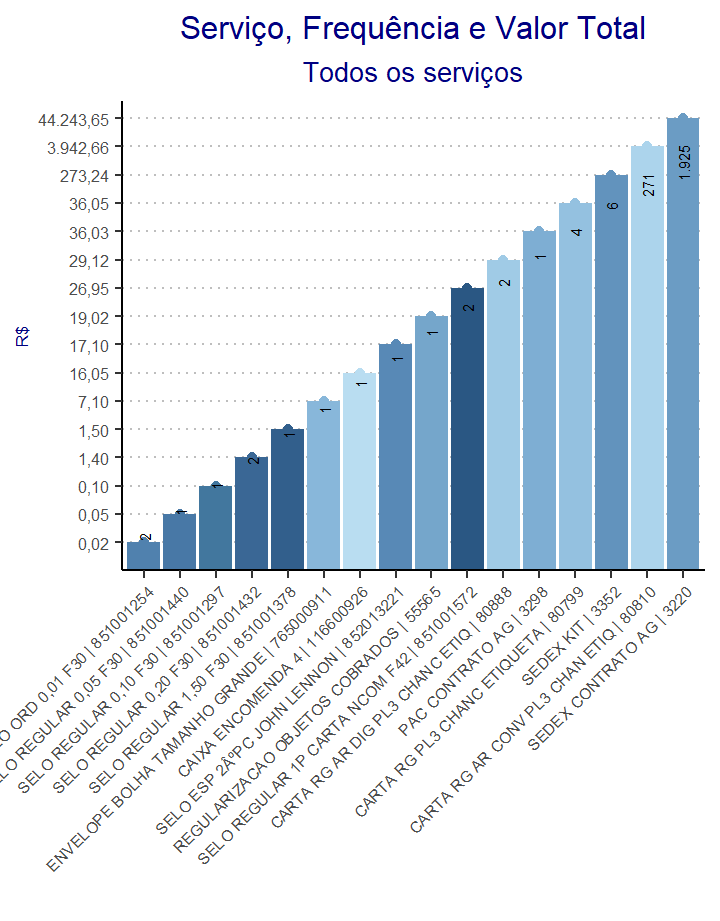 Serviço, Frequência e Valor Total
Todos os serviços
R$
44.243,65
3.942,66
273,24
36,05
36,03
29,12
26,95
19,02
17,10
16,05
7,10
1,50
1,40
0,10
0,05
0,02
2
1
1
2
1
1
1
1
1
2
2
1
4
6
271
1.925
ORD 0,01 F30 | 851001254
REGULAR 0,05 F30 | 851001440
SELO REGULAR 0,10 F30 | 851001297
SELO REGULAR 0,20 F30 | 851001432
SELO REGULAR 1,50 F30 | 851001378
ENVELOPE BOLHA TAMANHO GRANDE | 765000911
CAIXA ENCOMENDA 4 | 116600926
SELO ESP 2ÂºPC JOHN LENNON | 852013221
REGULARIZACAO OBJETOS COBRADOS | 55565
SELO REGULAR 1P CARTA NCOM F42 | 851001572
CARTA RG AR DIG PL3 CHANC ETIQ | 80888
PAC CONTRATO AG | 3298
CARTA RG PL3 CHANC ETIQUETA | 80799
SEDEX KIT | 3352
CARTA RG AR CONV PL3 CHAN ETIQ | 80810
SEDEX CONTRATO AG | 3220